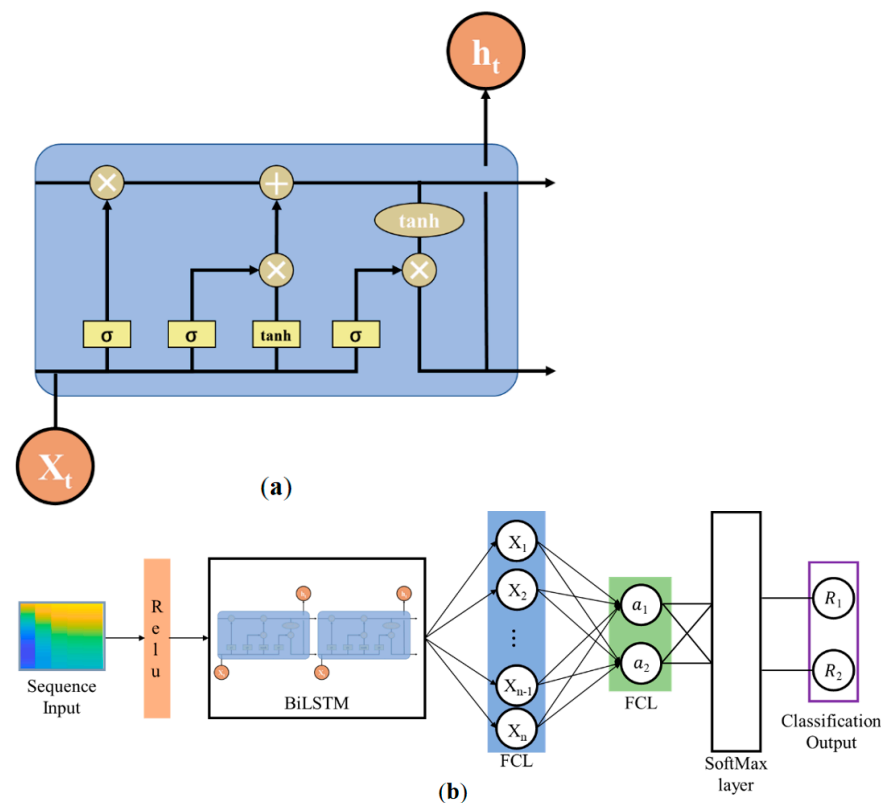 h_t
×
+
tanh
×
×
σ
σ
tanh
σ
X_t
(a)
Sequence
Input
R
e
l
u
BiLSTM
X_1
X_2
⋮
X_n-1
X_n
FCL
a_1
a_2
FCL
SoftMax
layer
R_1
R_2
Classification
Output
(b)